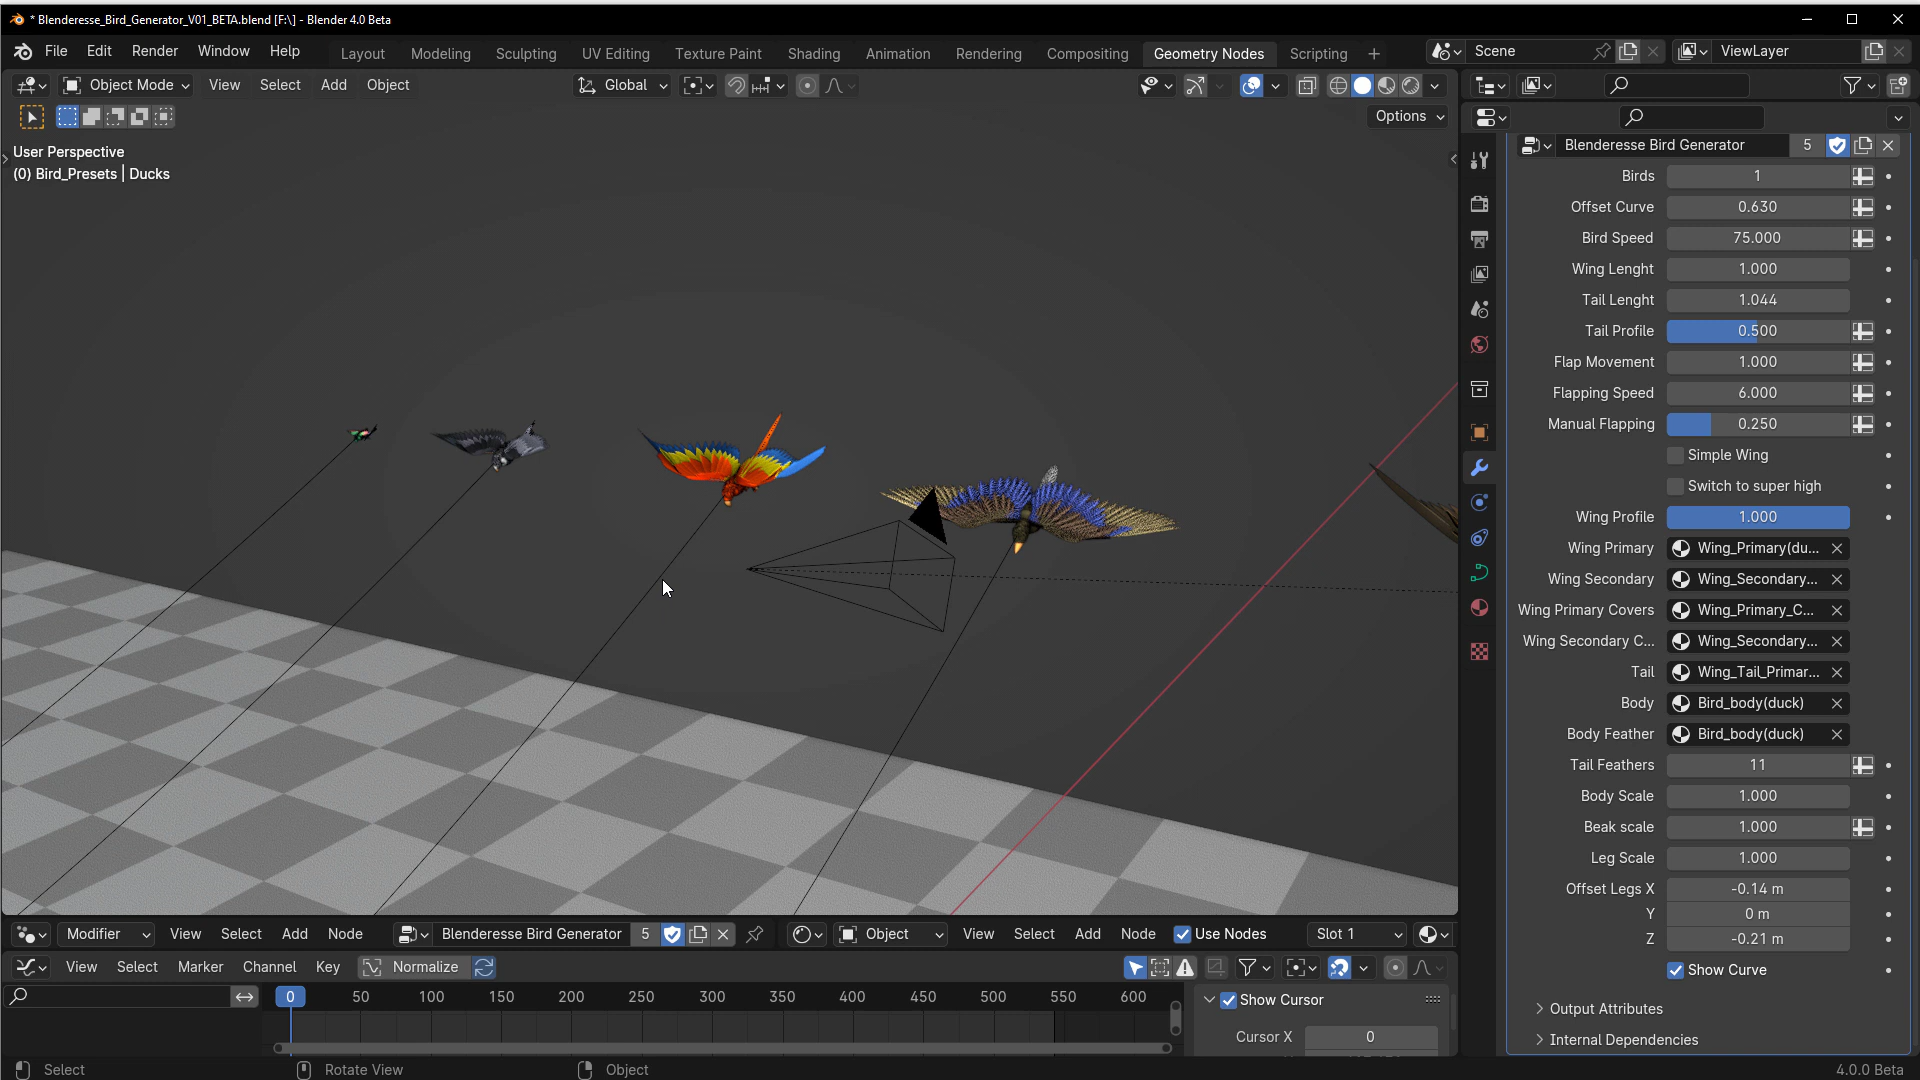 * Blenderesse_Bird_Generator_V01_BETA.blend [F:\] - Blender 4.0 Beta
File Edit Render Window Help
Layout Modeling Sculpting UV Editing Texture Paint Shading Animation Rendering Compositing Geometry Nodes Scripting +
Scene
ViewLayer
Object Mode View Select Add Object
Global
Options
User Perspective
(0) Bird_Presets | Ducks
Blenderesse Bird Generator 5
Birds 1
Offset Curve 0.630
Bird Speed 75.000
Wing Lenght 1.000
Tail Lenght 1.044
Tail Profile 0.500
Flap Movement 1.000
Flapping Speed 6.000
Manual Flapping 0.250
Simple Wing
Switch to super high
Wing Profile 1.000
Wing Primary Wing_Primary(du...
Wing Secondary Wing_Secondary...
Wing Primary Covers Wing_Primary_C...
Wing Secondary C... Wing_Secondary...
Tail Wing_Tail_Primar...
Body Bird_body(duck)
Body Feather Bird_body(duck)
Tail Feathers 11
Body Scale 1.000
Beak scale 1.000
Leg Scale 1.000
Offset Legs X -0.14 m
Y 0 m
Z -0.21 m
Show Curve
Output Attributes
Internal Dependencies
Modifier View Select Add Node Blenderesse Bird Generator 5
Object View Select Add Node Use Nodes Slot 1
View Select Marker Channel Key Normalize
0 50 100 150 200 250 300 350 400 450 500 550 600
Show Cursor
Cursor X 0
Select Rotate View Object
4.0.0 Beta